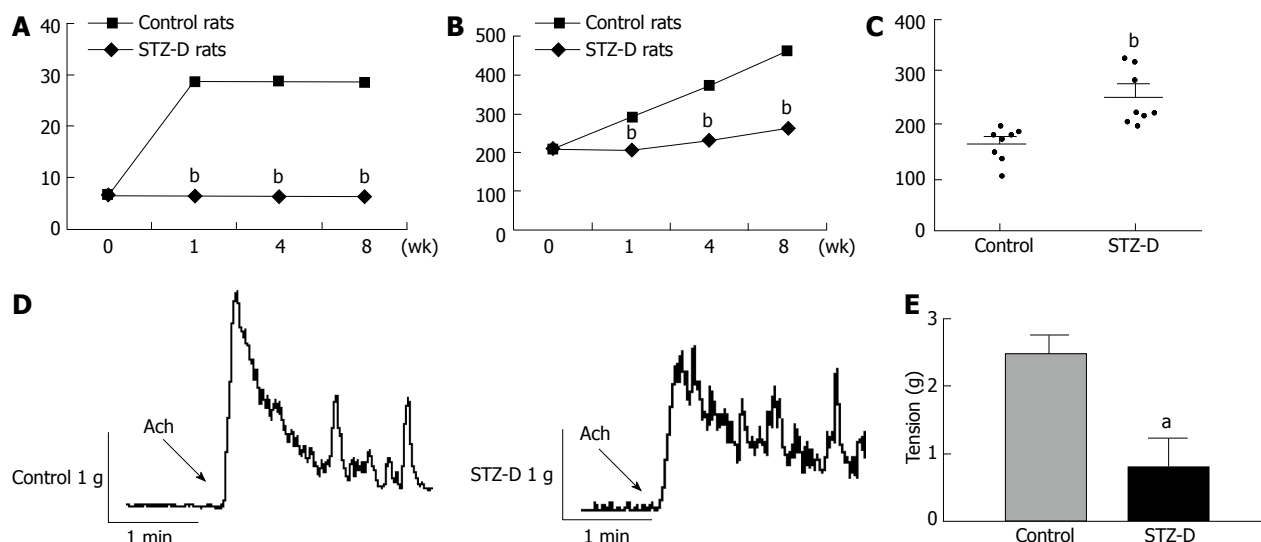 A
Control rats
STZ-D rats
40
30
20
10
0
b b b
0 1 4 8 (wk)
B
Control rats
STZ-D rats
500
400
300
200
100
0
b b b
0 1 4 8 (wk)
C
400
300
200
100
0
b
Control STZ-D
D
Ach
Control 1 g
1 min
Ach
STZ-D 1 g
1 min
E
Tension (g)
3
2
1
0
a
Control STZ-D